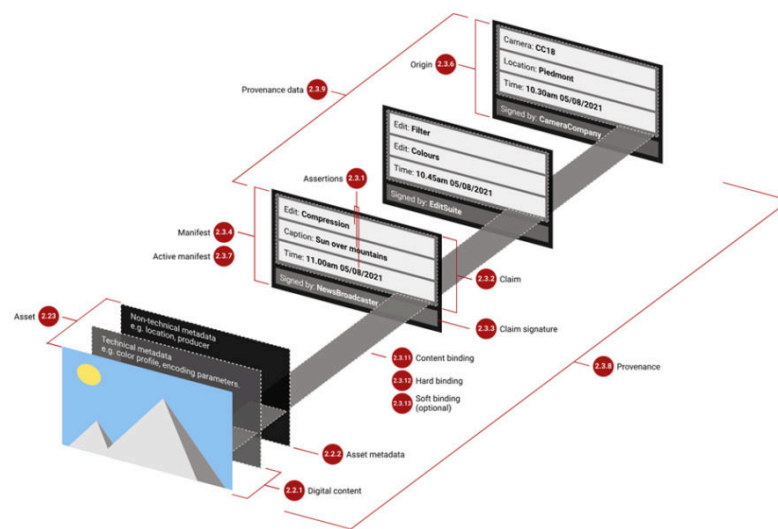 Camera: CC18
Location: Piedmont
Time: 10.30am 05/08/2021
Signed by: CameraCompany
Origin 2.3.6
Provenance data 2.3.9
Edit: Filter
Edit: Colours
Time: 10.45am 05/08/2021
Signed by: EditSuite
Assertions 2.3.1
Edit: Compression
Caption: Sun over mountains
Time: 11.00am 05/08/2021
Signed by: NewsBroadcaster
Manifest 2.3.4
Active manifest 2.3.7
2.3.2 Claim
2.3.3 Claim signature
Asset 2.23
Non-technical metadata
e.g. location, producer
Technical metadata
e.g. color profile, encoding parameters,
2.3.11 Content binding
2.3.12 Hard binding
2.3.13 Soft binding
(optional)
2.3.8 Provenance
2.2.2 Asset metadata
2.2.1 Digital content